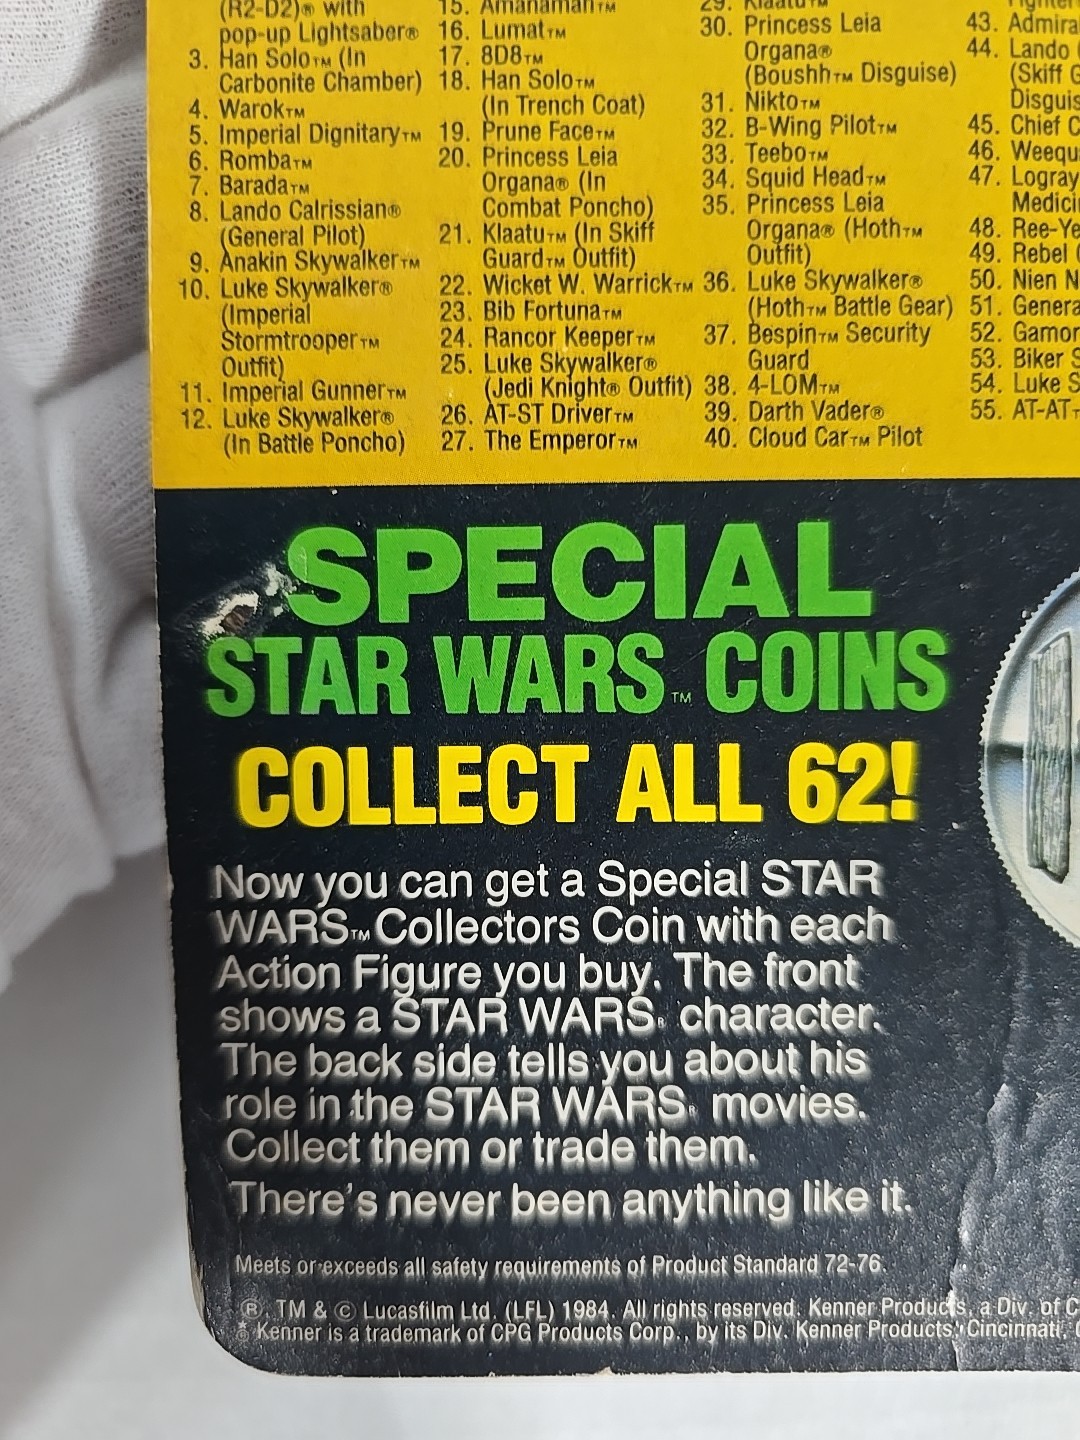 (R2-D2)® with
pop-up Lightsaber®
3. Han Solo™ (In
Carbonite Chamber)
4. Warok™
5. Imperial Dignitary™
6. Romba™
7. Barada™
8. Lando Calrissian®
(General Pilot)
9. Anakin Skywalker™
10. Luke Skywalker®
(Imperial
Stormtrooper™
Outfit)
11. Imperial Gunner™
12. Luke Skywalker®
(In Battle Poncho)
15. Amanaman™
16. Lumat™
17. 8D8™
18. Han Solo™
(In Trench Coat)
19. Prune Face™
20. Princess Leia
Organa® (In
Combat Poncho)
21. Klaatu™ (In Skiff
Guard™ Outfit)
22. Wicket W. Warrick™
23. Bib Fortuna™
24. Rancor Keeper™
25. Luke Skywalker®
(Jedi Knight® Outfit)
26. AT-ST Driver™
27. The Emperor™
29. Klaatu™
30. Princess Leia
Organa®
(Boushh™ Disguise)
31. Nikto™
32. B-Wing Pilot™
33. Teebo™
34. Squid Head™
35. Princess Leia
Organa® (Hoth™
Outfit)
36. Luke Skywalker®
(Hoth™ Battle Gear)
37. Bespin™ Security
Guard
38. 4-LOM™
39. Darth Vader®
40. Cloud Car™ Pilot
43. Admira
44. Lando
(Skiff G
Disguis
45. Chief C
46. Weequ
47. Logray
Medici
48. Ree-Ye
49. Rebel
50. Nien N
51. Genera
52. Gamor
53. Biker S
54. Luke S
55. AT-AT
SPECIAL
STAR WARS™ COINS
COLLECT ALL 62!
Now you can get a Special STAR
WARS™ Collectors Coin with each
Action Figure you buy. The front
shows a STAR WARS® character.
The back side tells you about his
role in the STAR WARS® movies.
Collect them or trade them.
There's never been anything like it.
Meets or exceeds all safety requirements of Product Standard 72-76.
®, TM & © Lucasfilm Ltd. (LFL) 1984. All rights reserved. Kenner Products, a Div. of C
Kenner is a trademark of CPG Products Corp., by its Div. Kenner Products, Cincinnati,